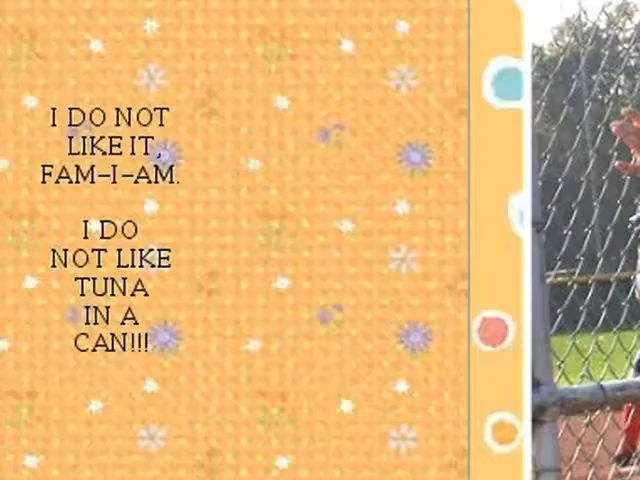 I DO NOT
LIKE IT,
FAM-I-AM.
I DO
NOT LIKE
TUNA
IN A
CAN!!!